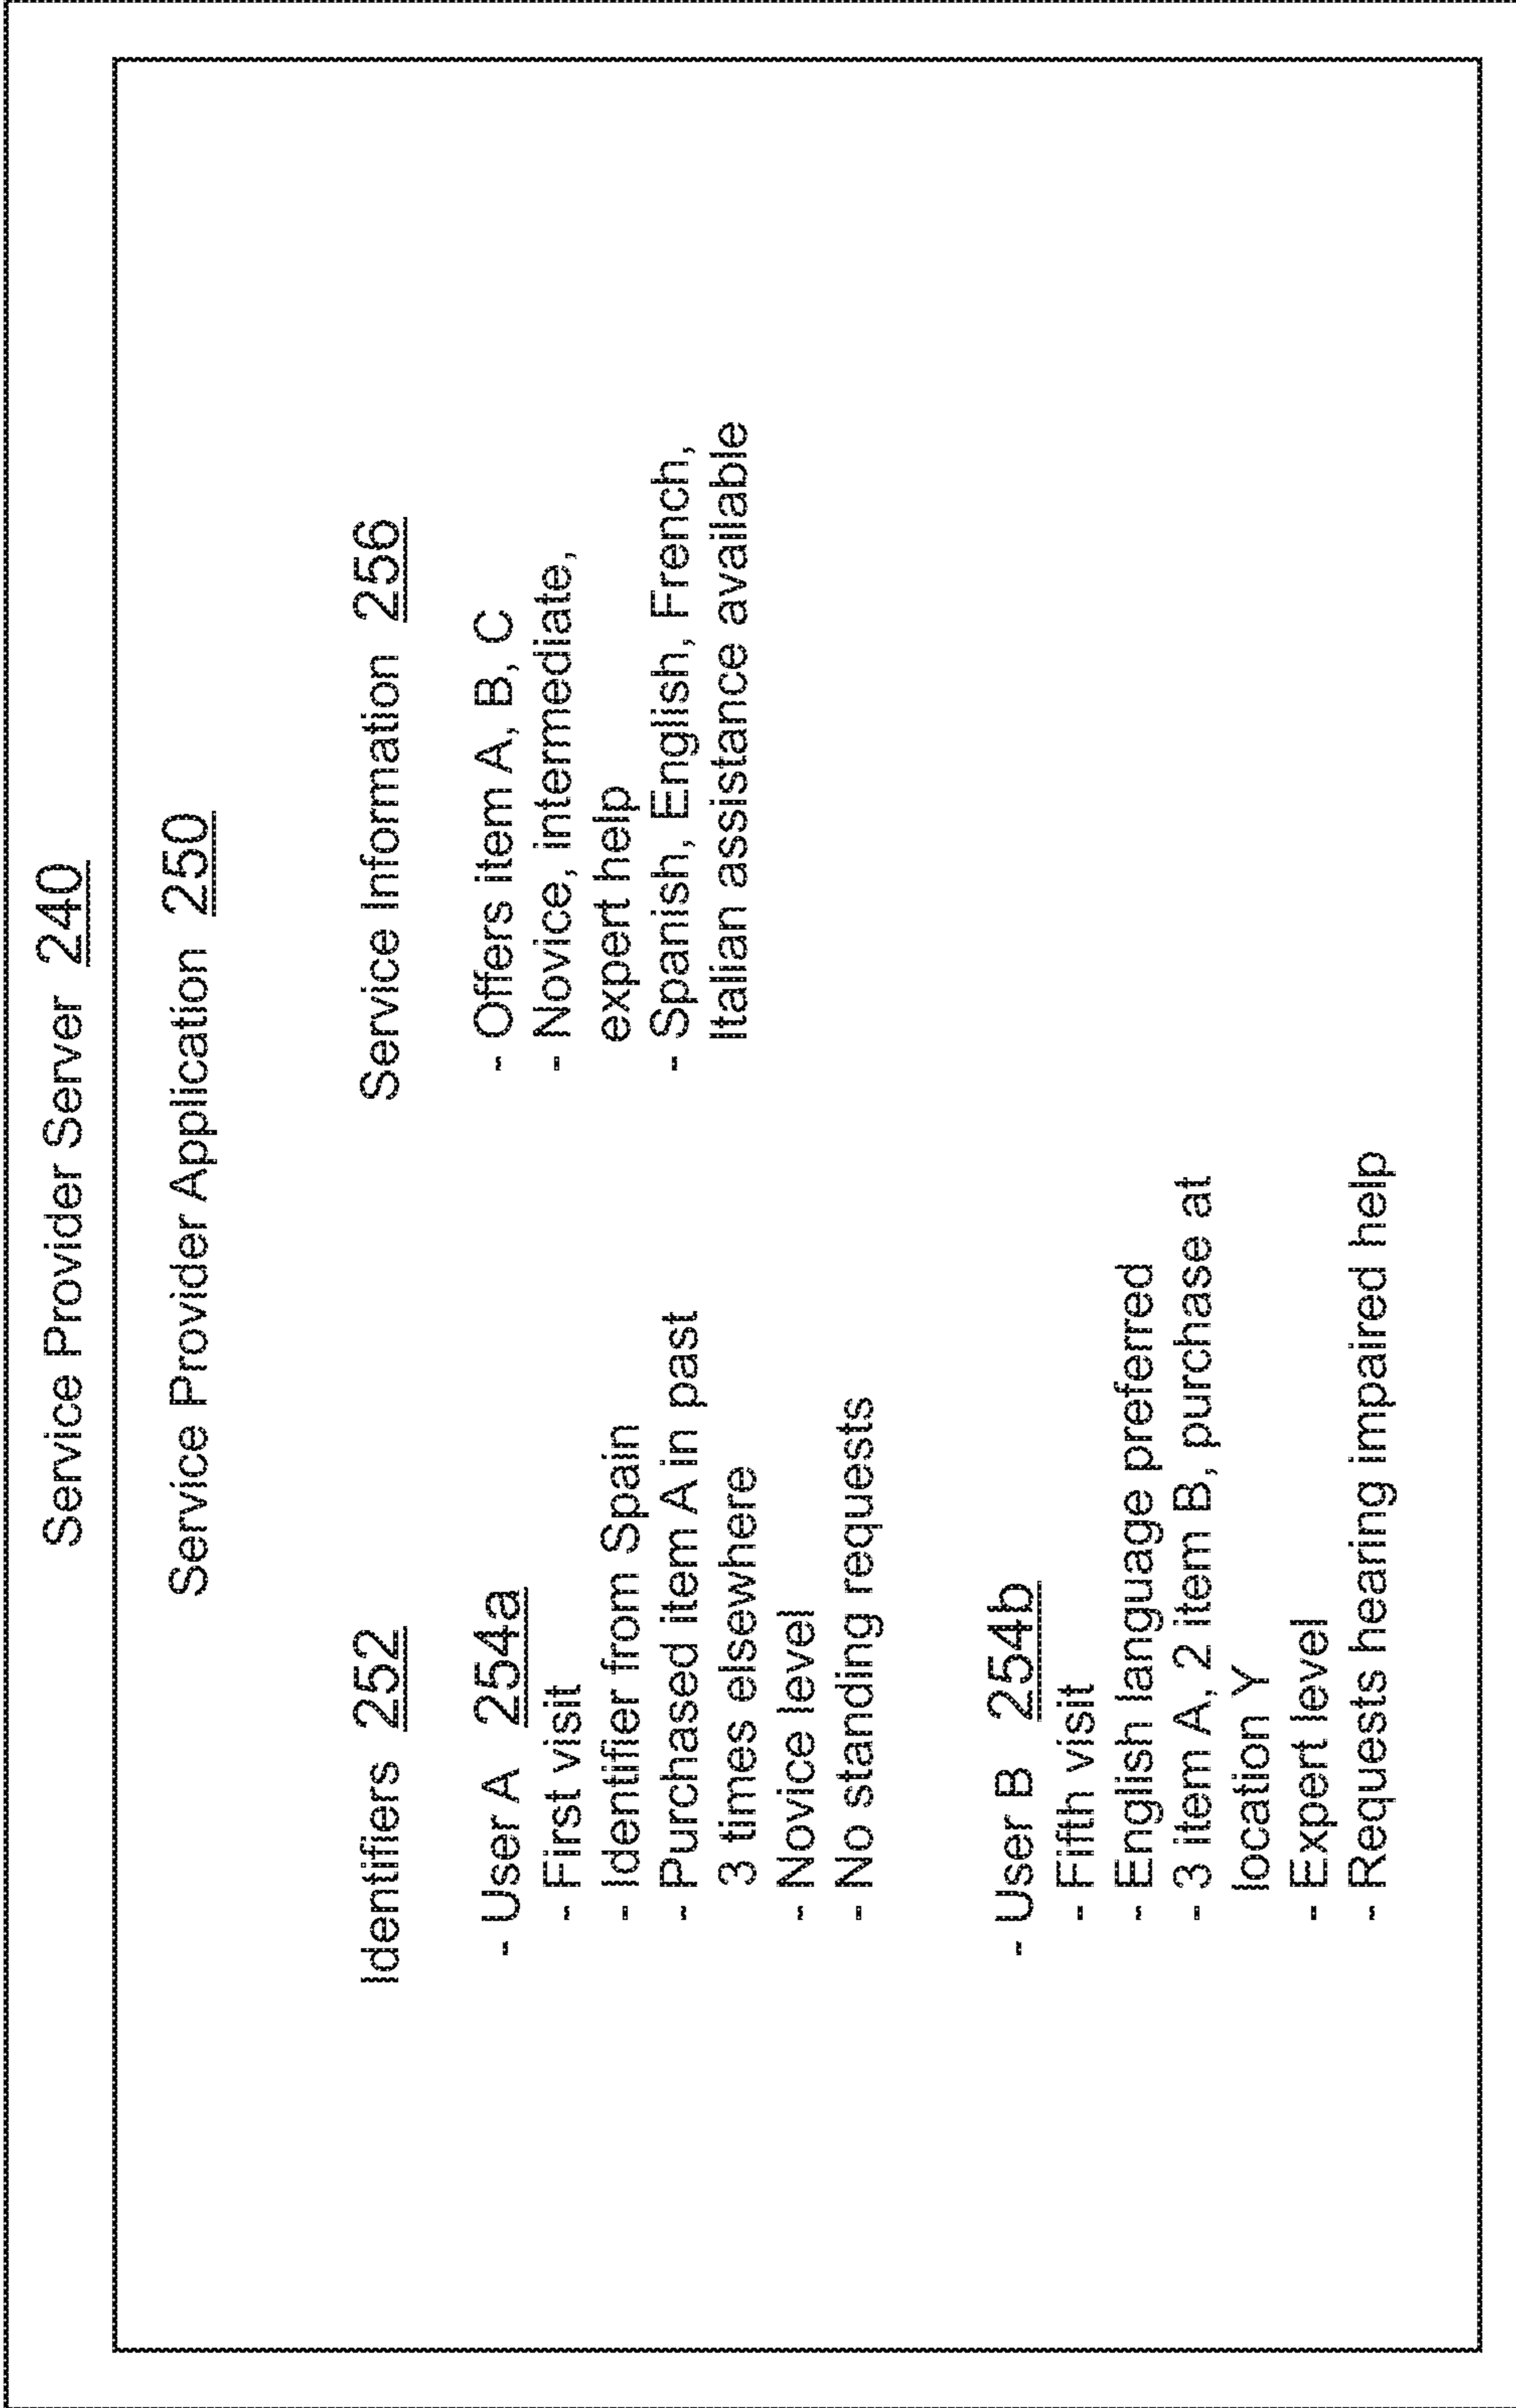 Service Provider Server 240
Service Provider Application 250
Identifiers 252
- User A 254a
- First visit
- Identifier from Spain
- Purchased item A in past
3 times elsewhere
- Novice level
- No standing requests
- User B 254b
- Fifth visit
- English language preferred
- 3 item A, 2 item B, purchase at
location Y
- Expert level
- Requests hearing impaired help
Service Information 256
- Offers item A, B, C
- Novice, intermediate,
expert help
- Spanish, English, French,
Italian assistance available